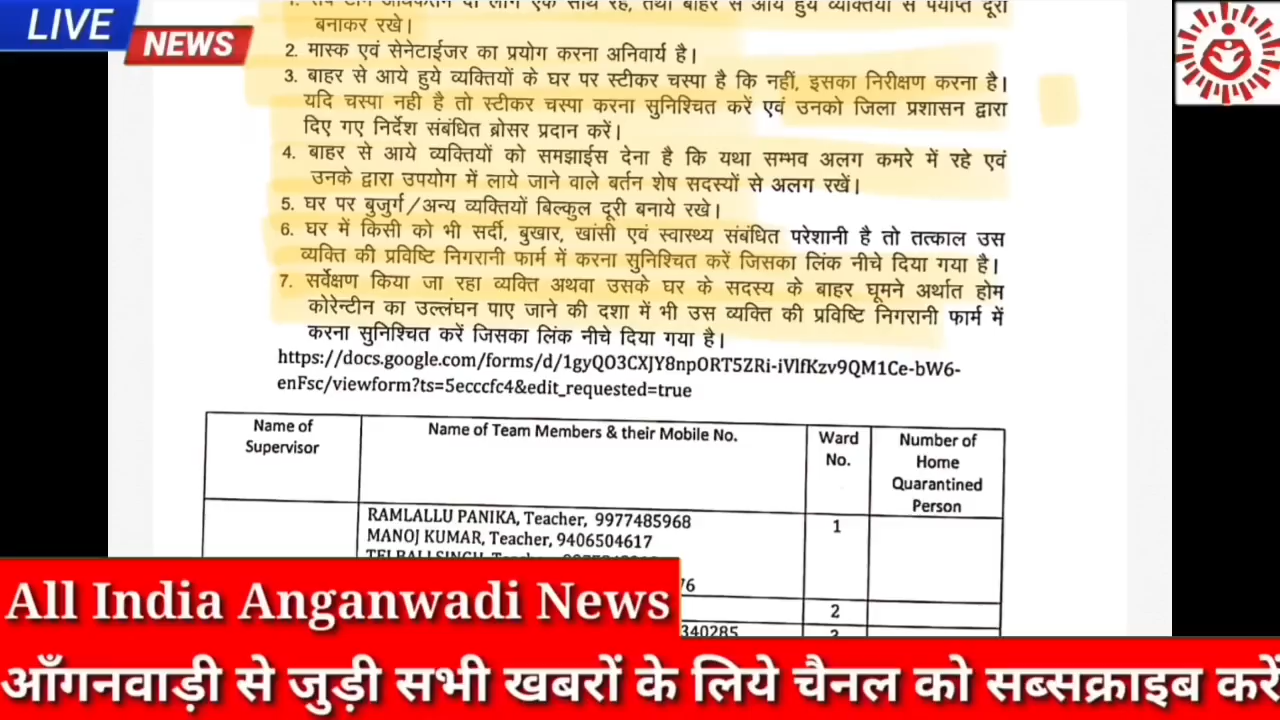 LIVE
NEWS
बनाकर रखे।
2. मास्क एवं सेनेटाईजर का प्रयोग करना अनिवार्य है।
3. बाहर से आये हुये व्यक्तियों के घर पर स्टीकर चस्पा है कि नहीं, इसका निरीक्षण करना है।
यदि चस्पा नही है तो स्टीकर चस्पा करना सुनिश्चित करें एवं उनको जिला प्रशासन द्वारा
दिए गए निर्देश संबंधित ब्रोसर प्रदान करें।
4. बाहर से आये व्यक्तियों को समझाईस देना है कि यथा सम्भव अलग कमरे में रहे एवं
उनके द्वारा उपयोग में लाये जाने वाले बर्तन शेष सदस्यों से अलग रखें।
5. घर पर बुजुर्ग/अन्य व्यक्तियों बिल्कुल दूरी बनाये रखे।
6. घर में किसी को भी सर्दी, बुखार, खांसी एवं स्वास्थ्य संबंधित परेशानी है तो तत्काल उस
व्यक्ति की प्रविष्टि निगरानी फार्म में करना सुनिश्चित करें जिसका लिंक नीचे दिया गया है।
7. सर्वेक्षण किया जा रहा व्यक्ति अथवा उसके घर के सदस्य के बाहर घूमने अर्थात होम
कोरेन्टीन का उल्लंघन पाए जाने की दशा में भी उस व्यक्ति की प्रविष्टि निगरानी फार्म में
करना सुनिश्चित करें जिसका लिंक नीचे दिया गया है।
https://docs.google.com/forms/d/1gyQO3CXJY8npORT5ZRi-iVlfKzv9QM1Ce-bW6-
enFsc/viewform?ts=5ecccfc4&edit_requested=true
Name of Supervisor
Name of Team Members & their Mobile No.
Ward No.
Number of Home Quarantined Person
RAMLALLU PANIKA, Teacher, 9977485968
1
MANOJ KUMAR, Teacher, 9406504617
2
All India Anganwadi News
आँगनवाड़ी से जुड़ी सभी खबरों के लिये चैनल को सब्सक्राइब करें